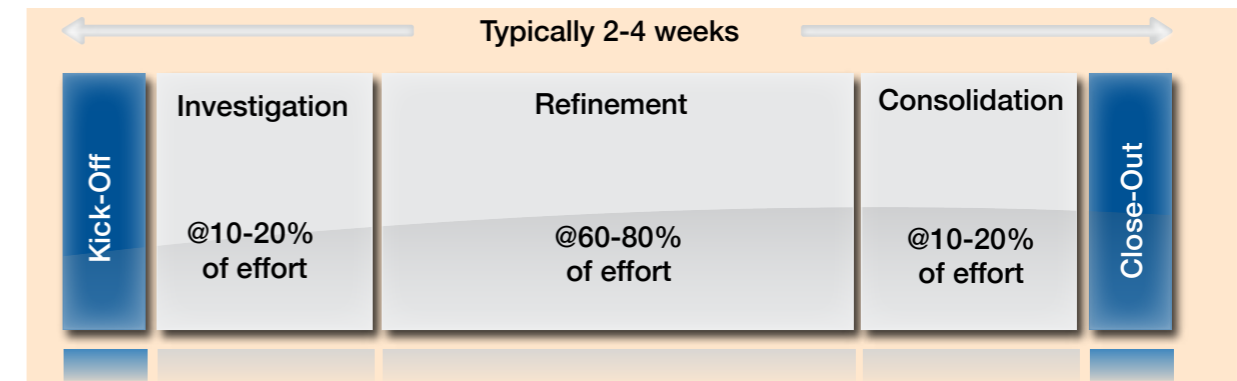 Typically 2-4 weeks
Kick-Off
Investigation
@10-20%
of effort
Refinement
@60-80%
of effort
Consolidation
@10-20%
of effort
Close-Out